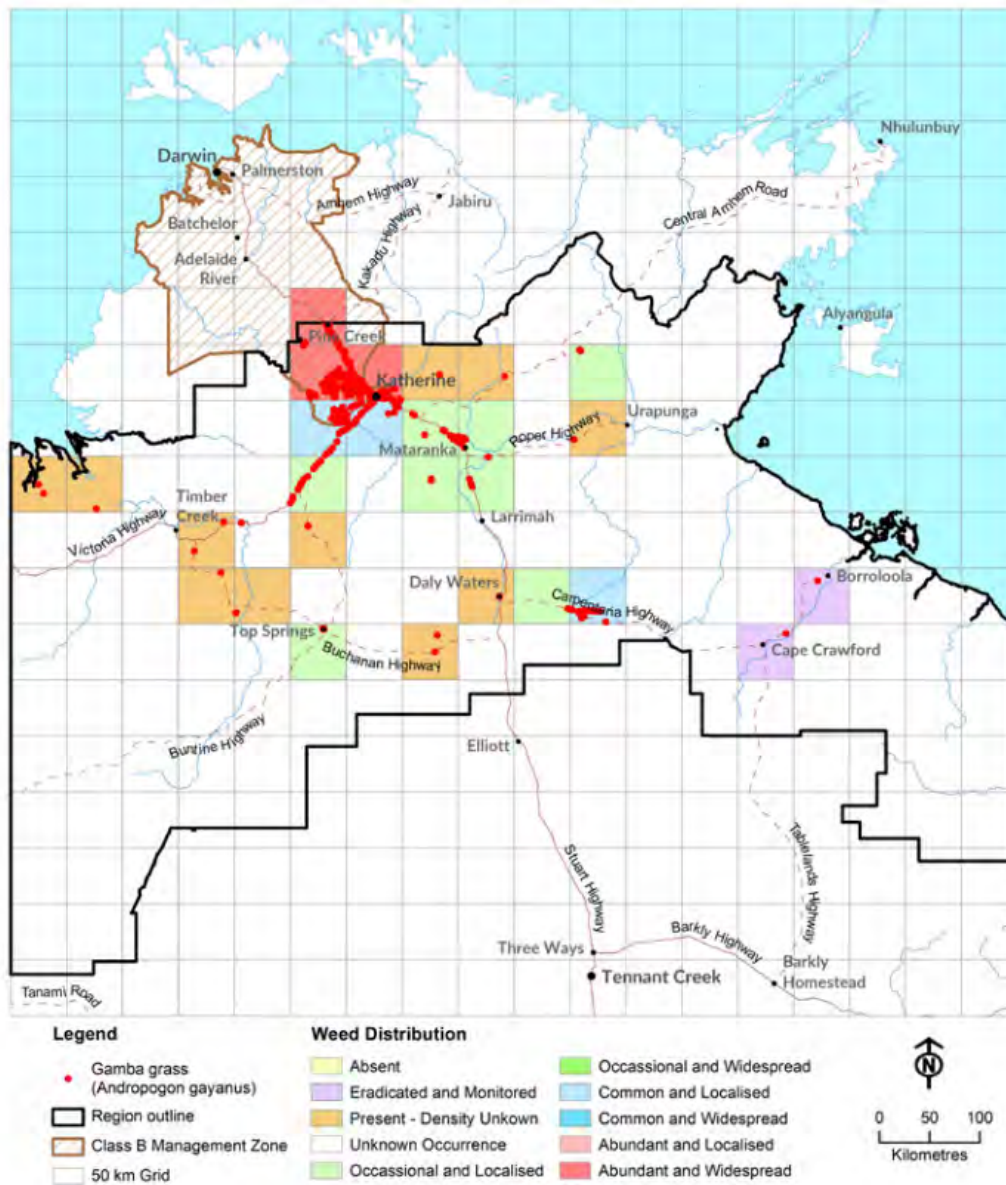 Nhulunbuy
Darwin
Palmerston
Arnhem Highway
Central Arnhem Road
Jabiru
Batchelor
Kakadu Highway
Adelaide
River
Alyangula
Pine Creek
Katherine
Urapunga
Roper Highway
Mataranka
Timber
Creek
Victoria Highway
Larrimah
Borroloola
Daly Waters
Carpentaria Highway
Top Springs
Buchanan Highway
Cape Crawford
Buntine Highway
Elliott
Stuart Highway
Tablelands Highway
Three Ways
Barkly Highway
Barkly
Homestead
Tennant Creek
Tanami Road
Legend
Gamba grass
(Andropogon gayanus)
Region outline
Class B Management Zone
50 km Grid
Weed Distribution
Absent
Eradicated and Monitored
Present - Density Unkown
Unknown Occurrence
Occassional and Localised
Occassional and Widespread
Common and Localised
Common and Widespread
Abundant and Localised
Abundant and Widespread
N
0 50 100
Kilometres